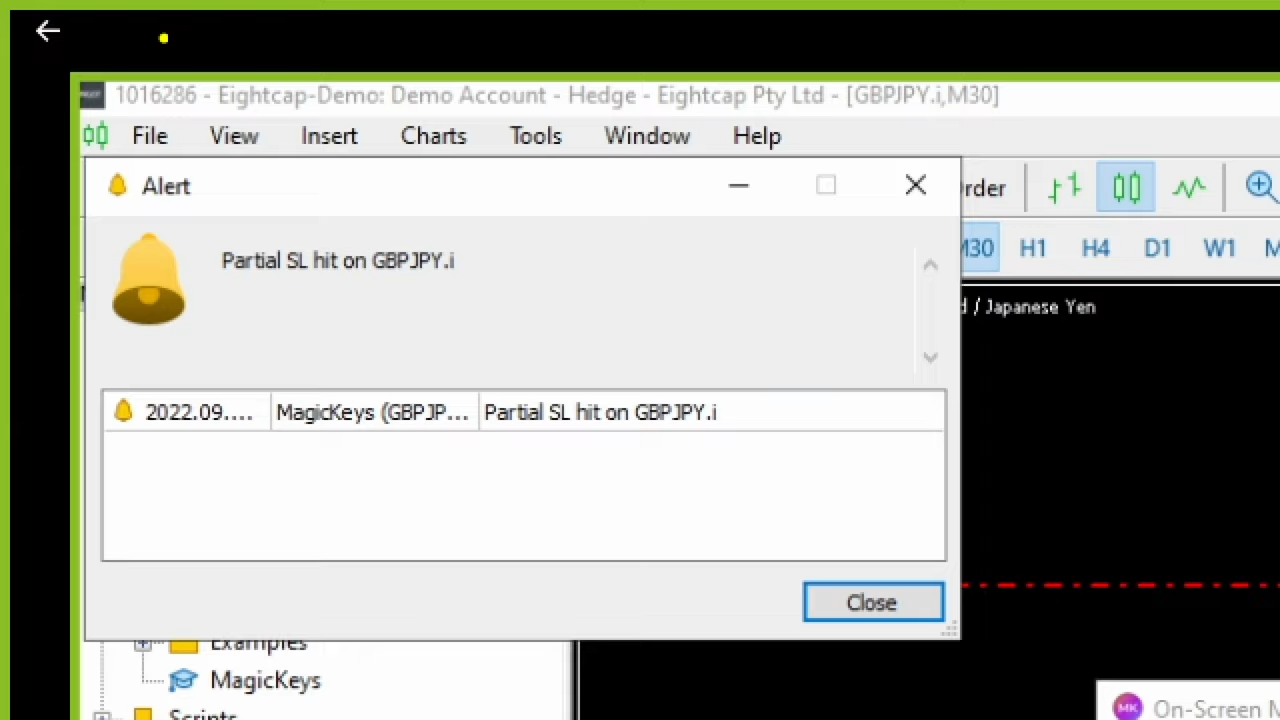 1016286 - Eightcap-Demo: Demo Account - Hedge - Eightcap Pty Ltd - [GBPJPY.i,M30]
File View Insert Charts Tools Window Help
Alert
rder
Partial SL hit on GBPJPY.i
M30 H1 H4 D1 W1 M
d / Japanese Yen
2022.09.... MagicKeys (GBPJP... Partial SL hit on GBPJPY.i
Close
Examples
MagicKeys
MK On-Screen M
Scripts